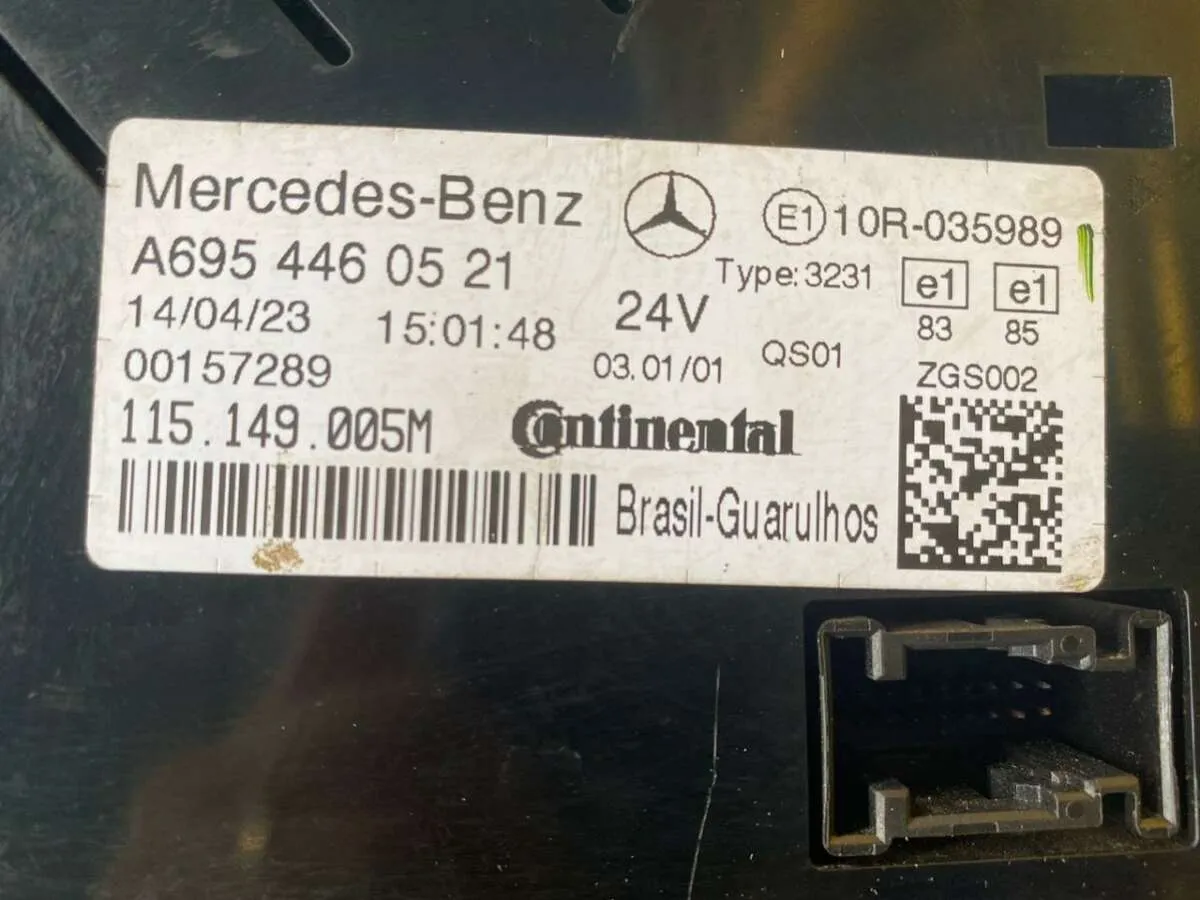 Mercedes-Benz E1 10R-035989
A695 446 05 21 Type: 3231 e1 e1
14/04/23 15:01:48 24V 83 85
00157289 03.01/01 QS01 ZGS002
115.149.005M Continental
Brasil-Guarulhos